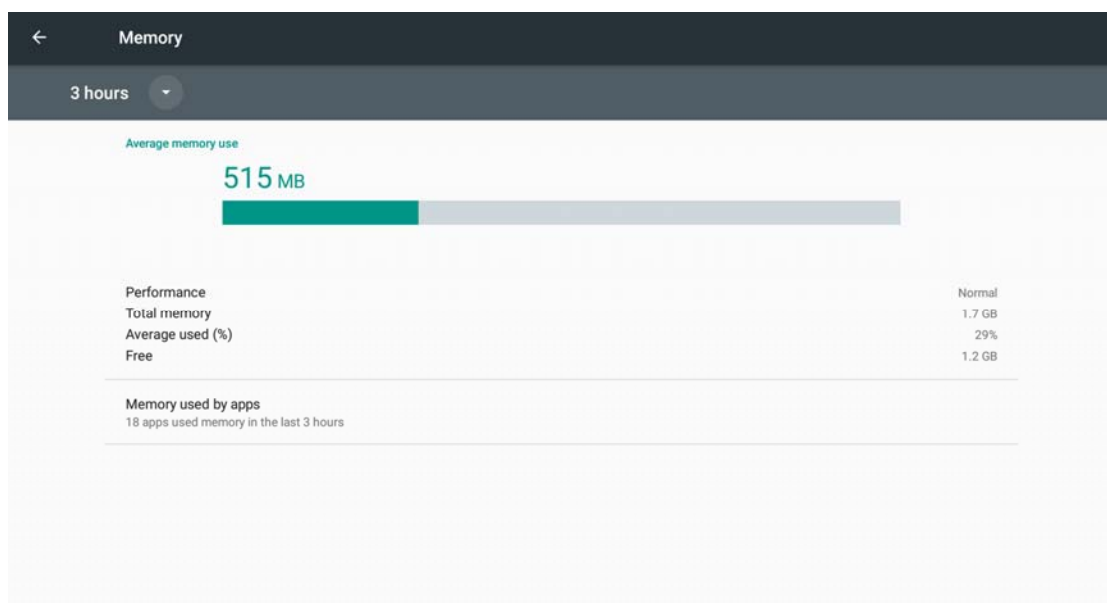 Memory
3 hours
Average memory use
515 MB
Performance Normal
Total memory 1.7 GB
Average used (%) 29%
Free 1.2 GB
Memory used by apps
18 apps used memory in the last 3 hours